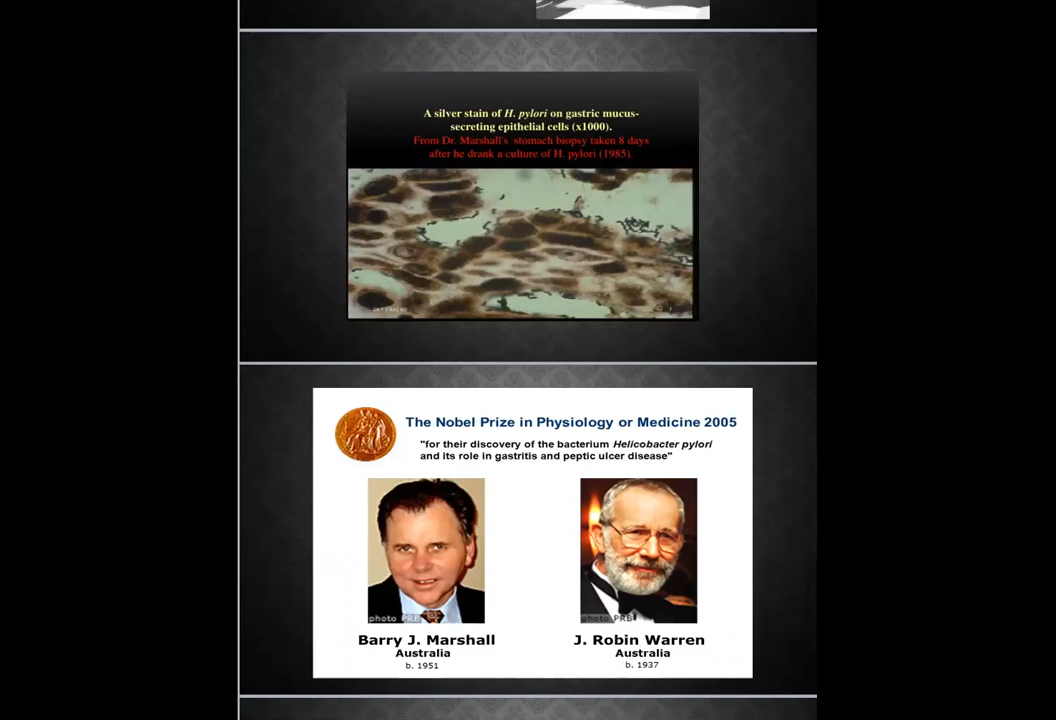 A silver stain of H. pylori on gastric mucus-
secreting epithelial cells (x1000).
From Dr. Marshall's stomach biopsy taken 8 days
after he drank a culture of H. pylori (1985).
7
The Nobel Prize in Physiology or Medicine 2005
"for their discovery of the bacterium Helicobacter pylori
and its role in gastritis and peptic ulcer disease"
photo PRB
photo PRB
Barry J. Marshall
J. Robin Warren
Australia
Australia
b. 1951
b. 1937